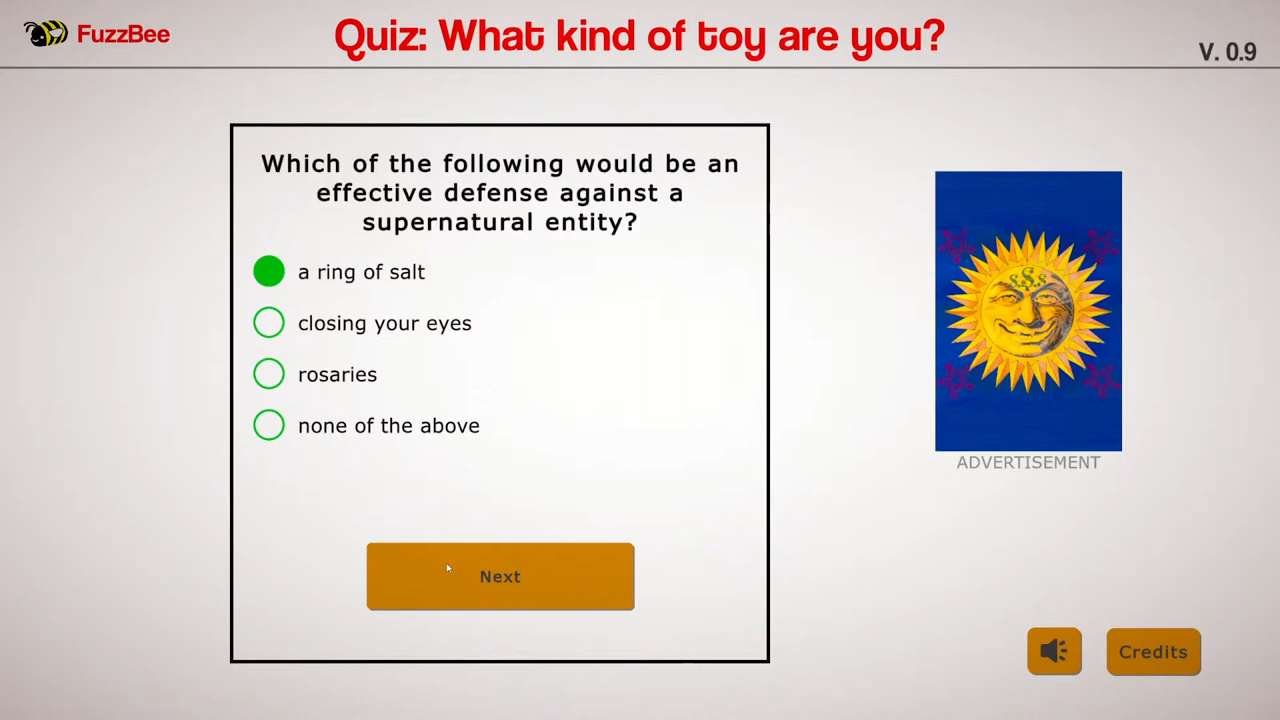 FuzzBee
Quiz: What kind of toy are you?
V. 0.9
Which of the following would be an
effective defense against a
supernatural entity?
a ring of salt
closing your eyes
rosaries
none of the above
Next
S.S.S
ADVERTISEMENT
Credits